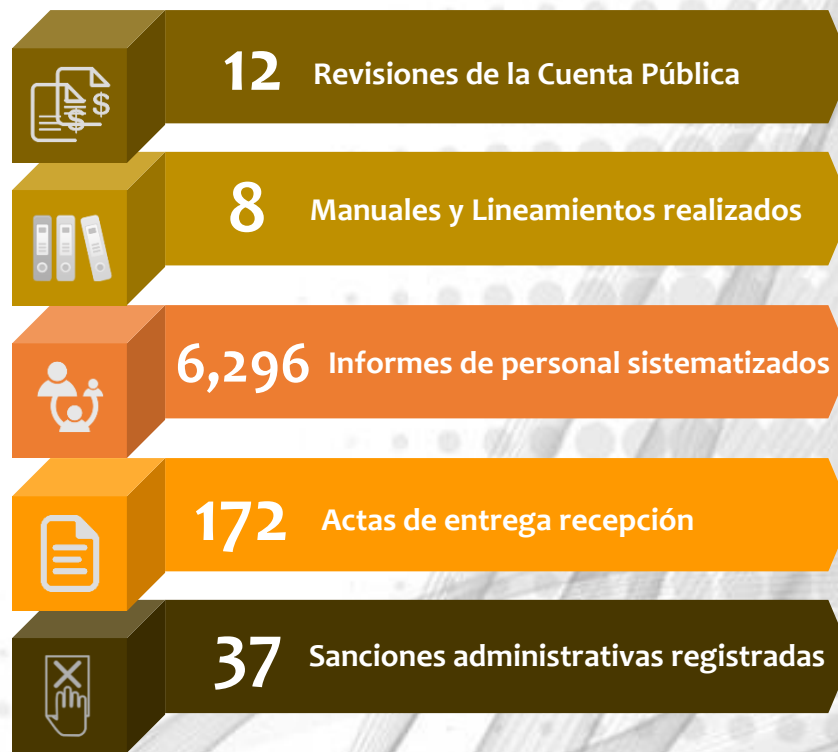 12 Revisiones de la Cuenta Pública
8 Manuales y Lineamientos realizados
6,296 Informes de personal sistematizados
172 Actas de entrega recepción
37 Sanciones administrativas registradas